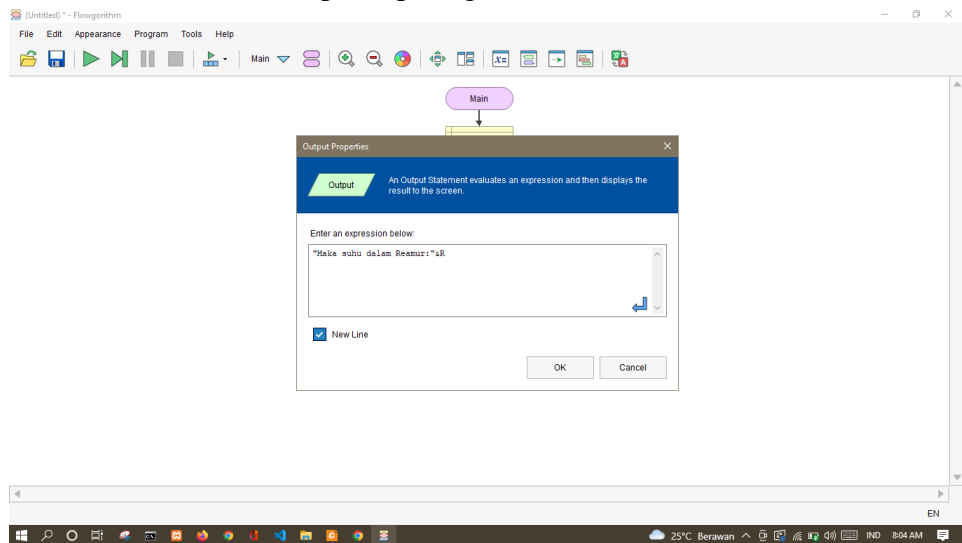 (Untitled) * - Flowgorithm
File Edit Appearance Program Tools Help
Main
x=
Main
Output Properties
Output
An Output Statement evaluates an expression and then displays the
result to the screen.
Enter an expression below:
"Maka suhu dalam Reamur:"&R
New Line
OK Cancel
EN
25°C Berawan IND 8:04 AM